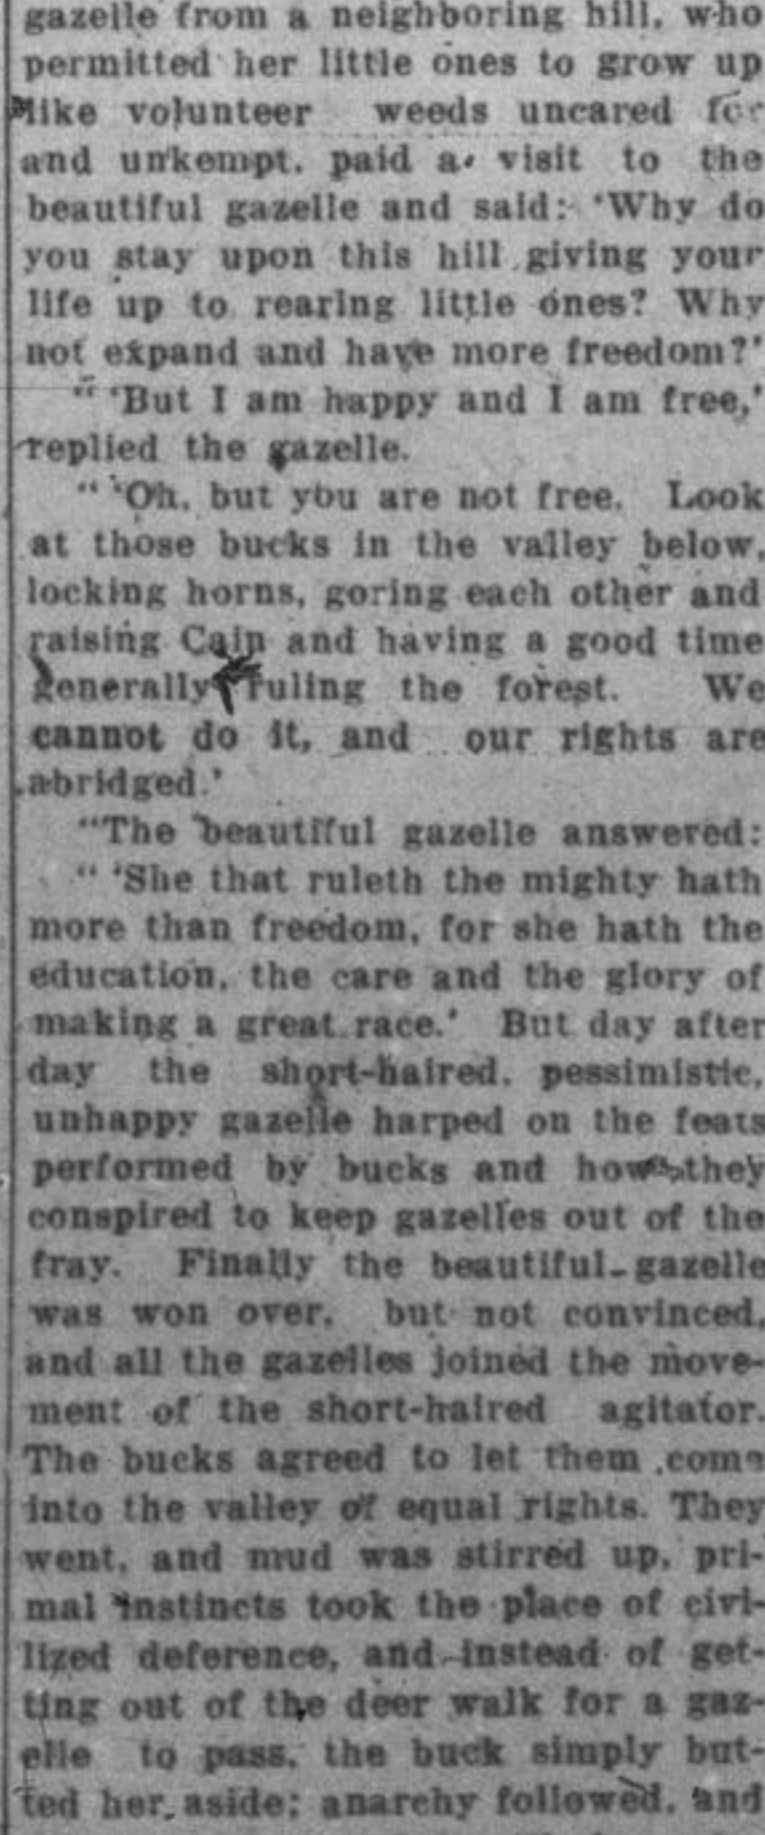 gazelle from a neighboring hill, who
permitted her little ones to grow up
like volunteer weeds uncared for
and unkempt, paid a visit to the
beautiful gazelle and said: 'Why do
you stay upon this hill giving your
life up to rearing little ones? Why
not expand and have more freedom?'
" 'But I am happy and I am free,'
replied the gazelle.
" 'Oh, but you are not free. Look
at those bucks in the valley below,
locking horns, goring each other and
raising Cain and having a good time
generally ruling the forest. We
cannot do it, and our rights are
abridged.'
"The beautiful gazelle answered:
" 'She that ruleth the mighty hath
more than freedom, for she hath the
education, the care and the glory of
making a great race.' But day after
day the short-haired, pessimistic,
unhappy gazelle harped on the feats
performed by bucks and how they
conspired to keep gazelles out of the
fray. Finally the beautiful gazelle
was won over, but not convinced,
and all the gazelles joined the move-
ment of the short-haired agitator.
The bucks agreed to let them come
into the valley of equal rights. They
went, and mud was stirred up, pri-
mal instincts took the place of civi-
lized deference, and instead of get-
ting out of the deer walk for a gaz-
elle to pass, the buck simply but-
ted her aside; anarchy followed, and